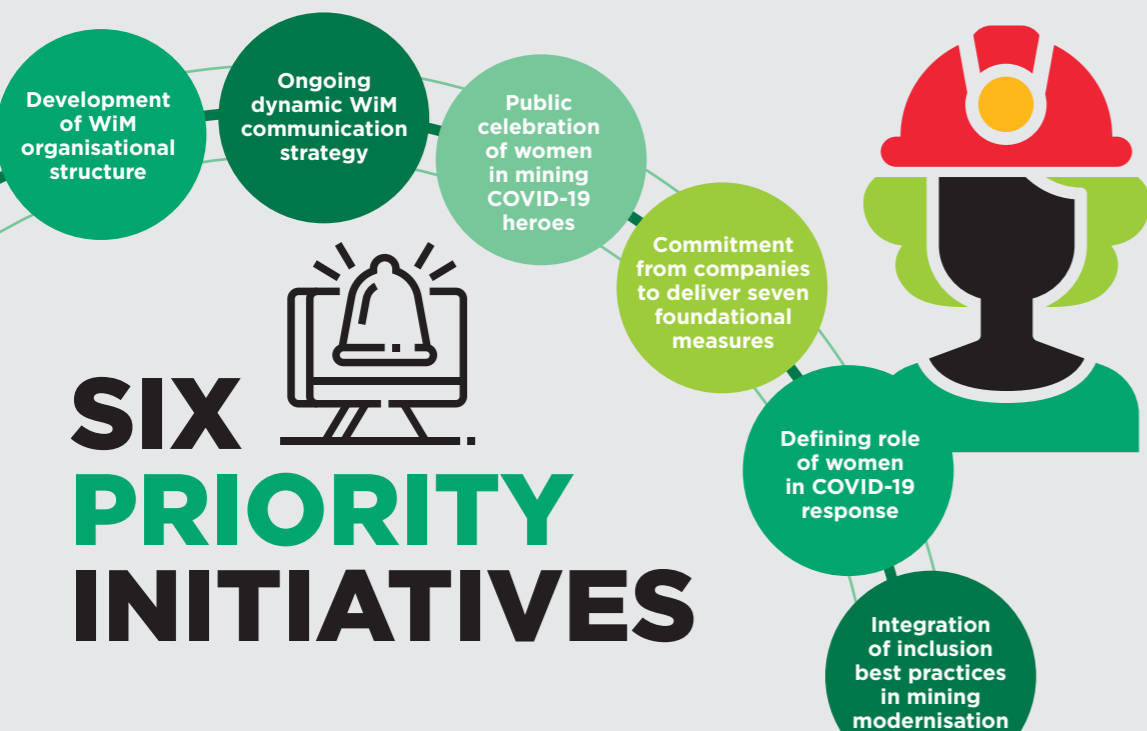 Development
of WiM
organisational
structure
Ongoing
dynamic WiM
communication
strategy
Public
celebration
of women
in mining
COVID-19
heroes
Commitment
from companies
to deliver seven
foundational
measures
Defining role
of women
in COVID-19
response
Integration
of inclusion
best practices
in mining
modernisation
SIX
PRIORITY
INITIATIVES